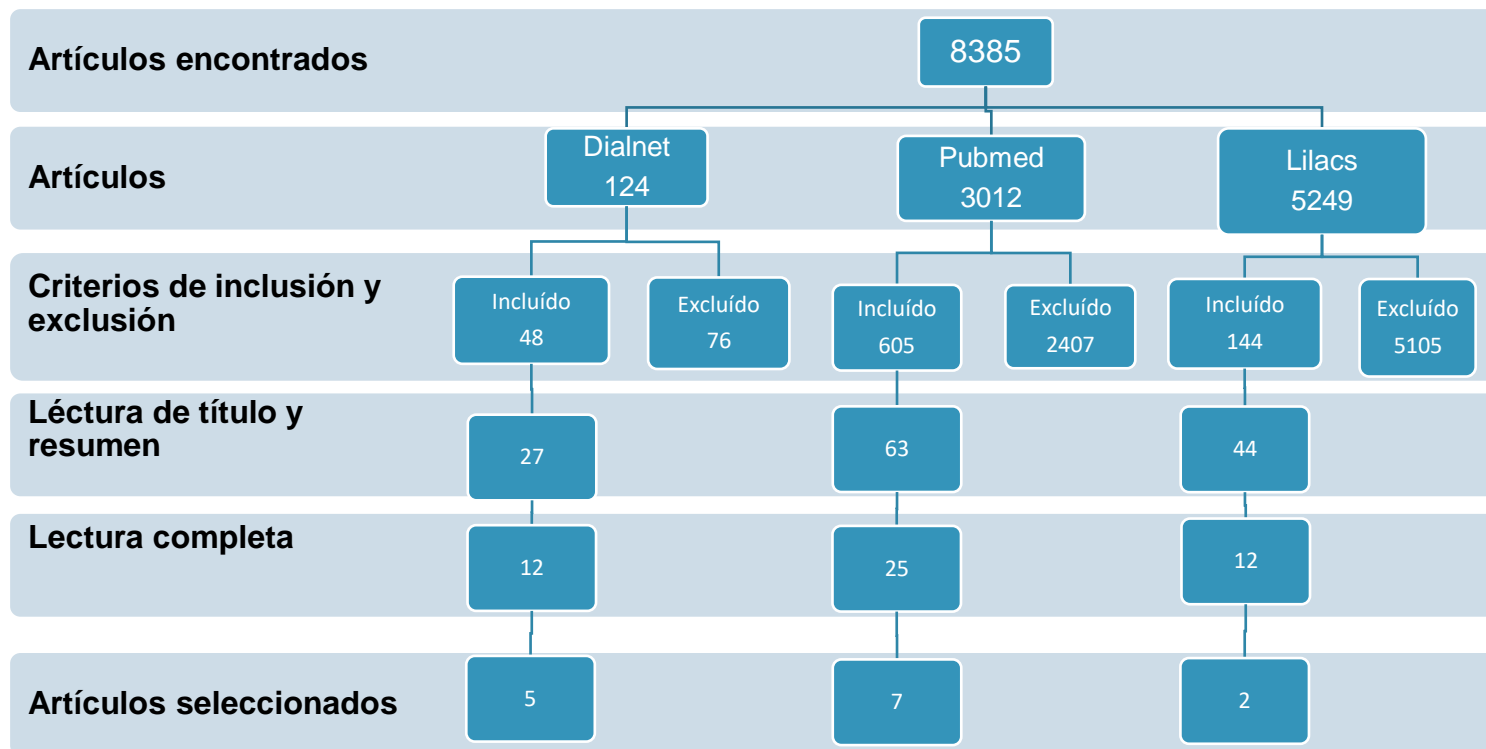 Artículos encontrados
8385
Artículos
Dialnet
124
Pubmed
3012
Lilacs
5249
Criterios de inclusión y
exclusión
Incluído
48
Excluído
76
Incluído
605
Excluído
2407
Incluído
144
Excluído
5105
Léctura de título y
resumen
27
63
44
Lectura completa
12
25
12
Artículos seleccionados
5
7
2